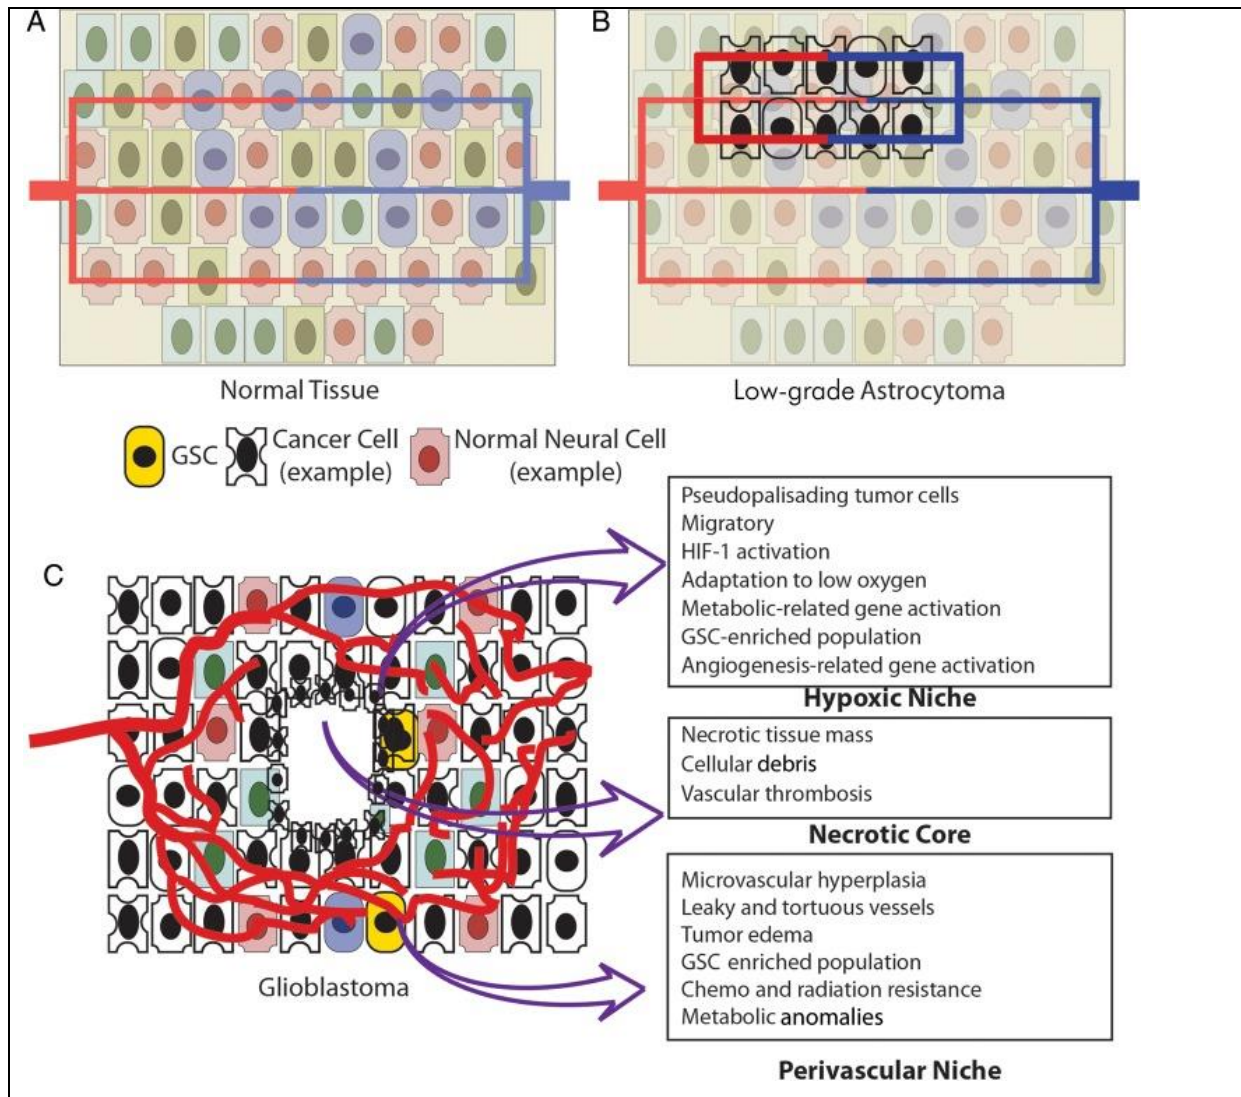 A
B
Normal Tissue
Low-grade Astrocytoma
GSC
Cancer Cell
(example)
Normal Neural Cell
(example)
C
Glioblastoma
Pseudopalisading tumor cells
Migratory
HIF-1 activation
Adaptation to low oxygen
Metabolic-related gene activation
GSC-enriched population
Angiogenesis-related gene activation
Hypoxic Niche
Necrotic tissue mass
Cellular debris
Vascular thrombosis
Necrotic Core
Microvascular hyperplasia
Leaky and tortuous vessels
Tumor edema
GSC enriched population
Chemo and radiation resistance
Metabolic anomalies
Perivascular Niche